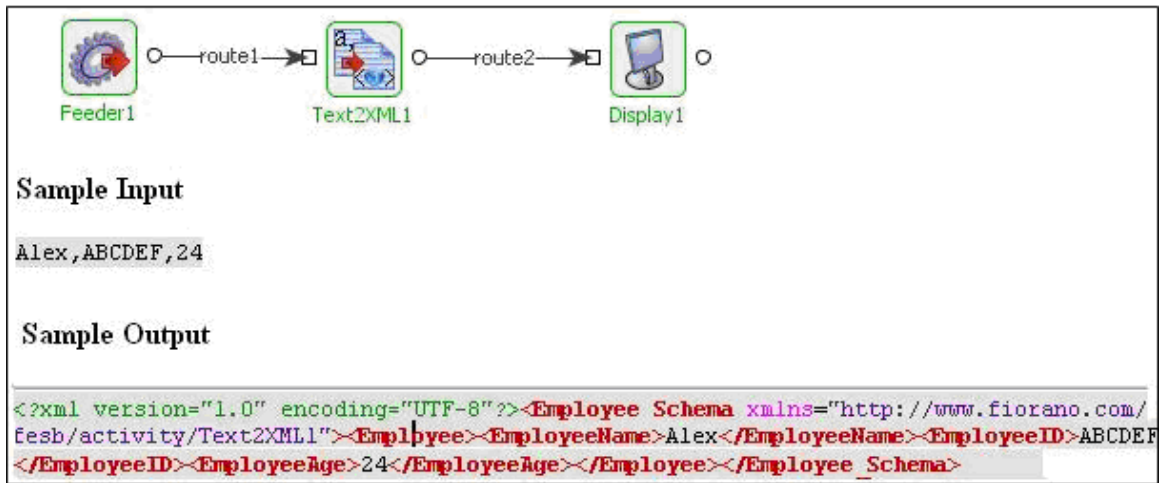 a,
route1 route2
Feeder1 Text2XML1 Display1
Sample Input
Alex,ABCDEF,24
Sample Output
<?xml version="1.0" encoding="UTF-8"?><Employee Schema xmlns="http://www.fiorano.com/
fesb/activity/Text2XML1"><Employee><EmployeeName>Alex</EmployeeName><EmployeeID>ABCDEF
</EmployeeID><EmployeeAge>24</EmployeeAge></Employee></Employee_Schema>